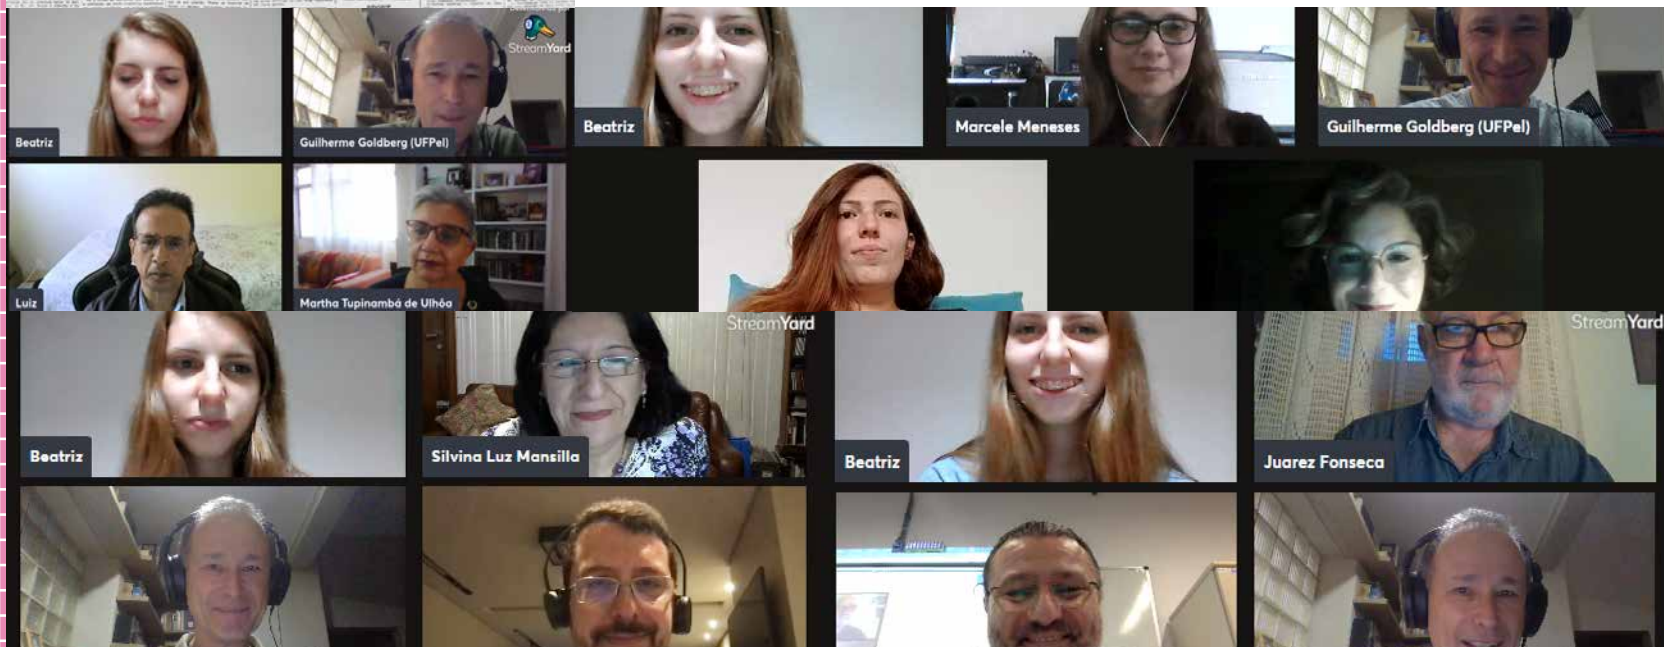 StreamYard
Beatriz
Guilherme Goldberg (UFPel)
Luiz
Martha Tupinambá de Ulhôa
Beatriz
Marcele Meneses
Guilherme Goldberg (UFPel)
StreamYard
Beatriz
Silvina Luz Mansilla
StreamYard
Beatriz
Juarez Fonseca